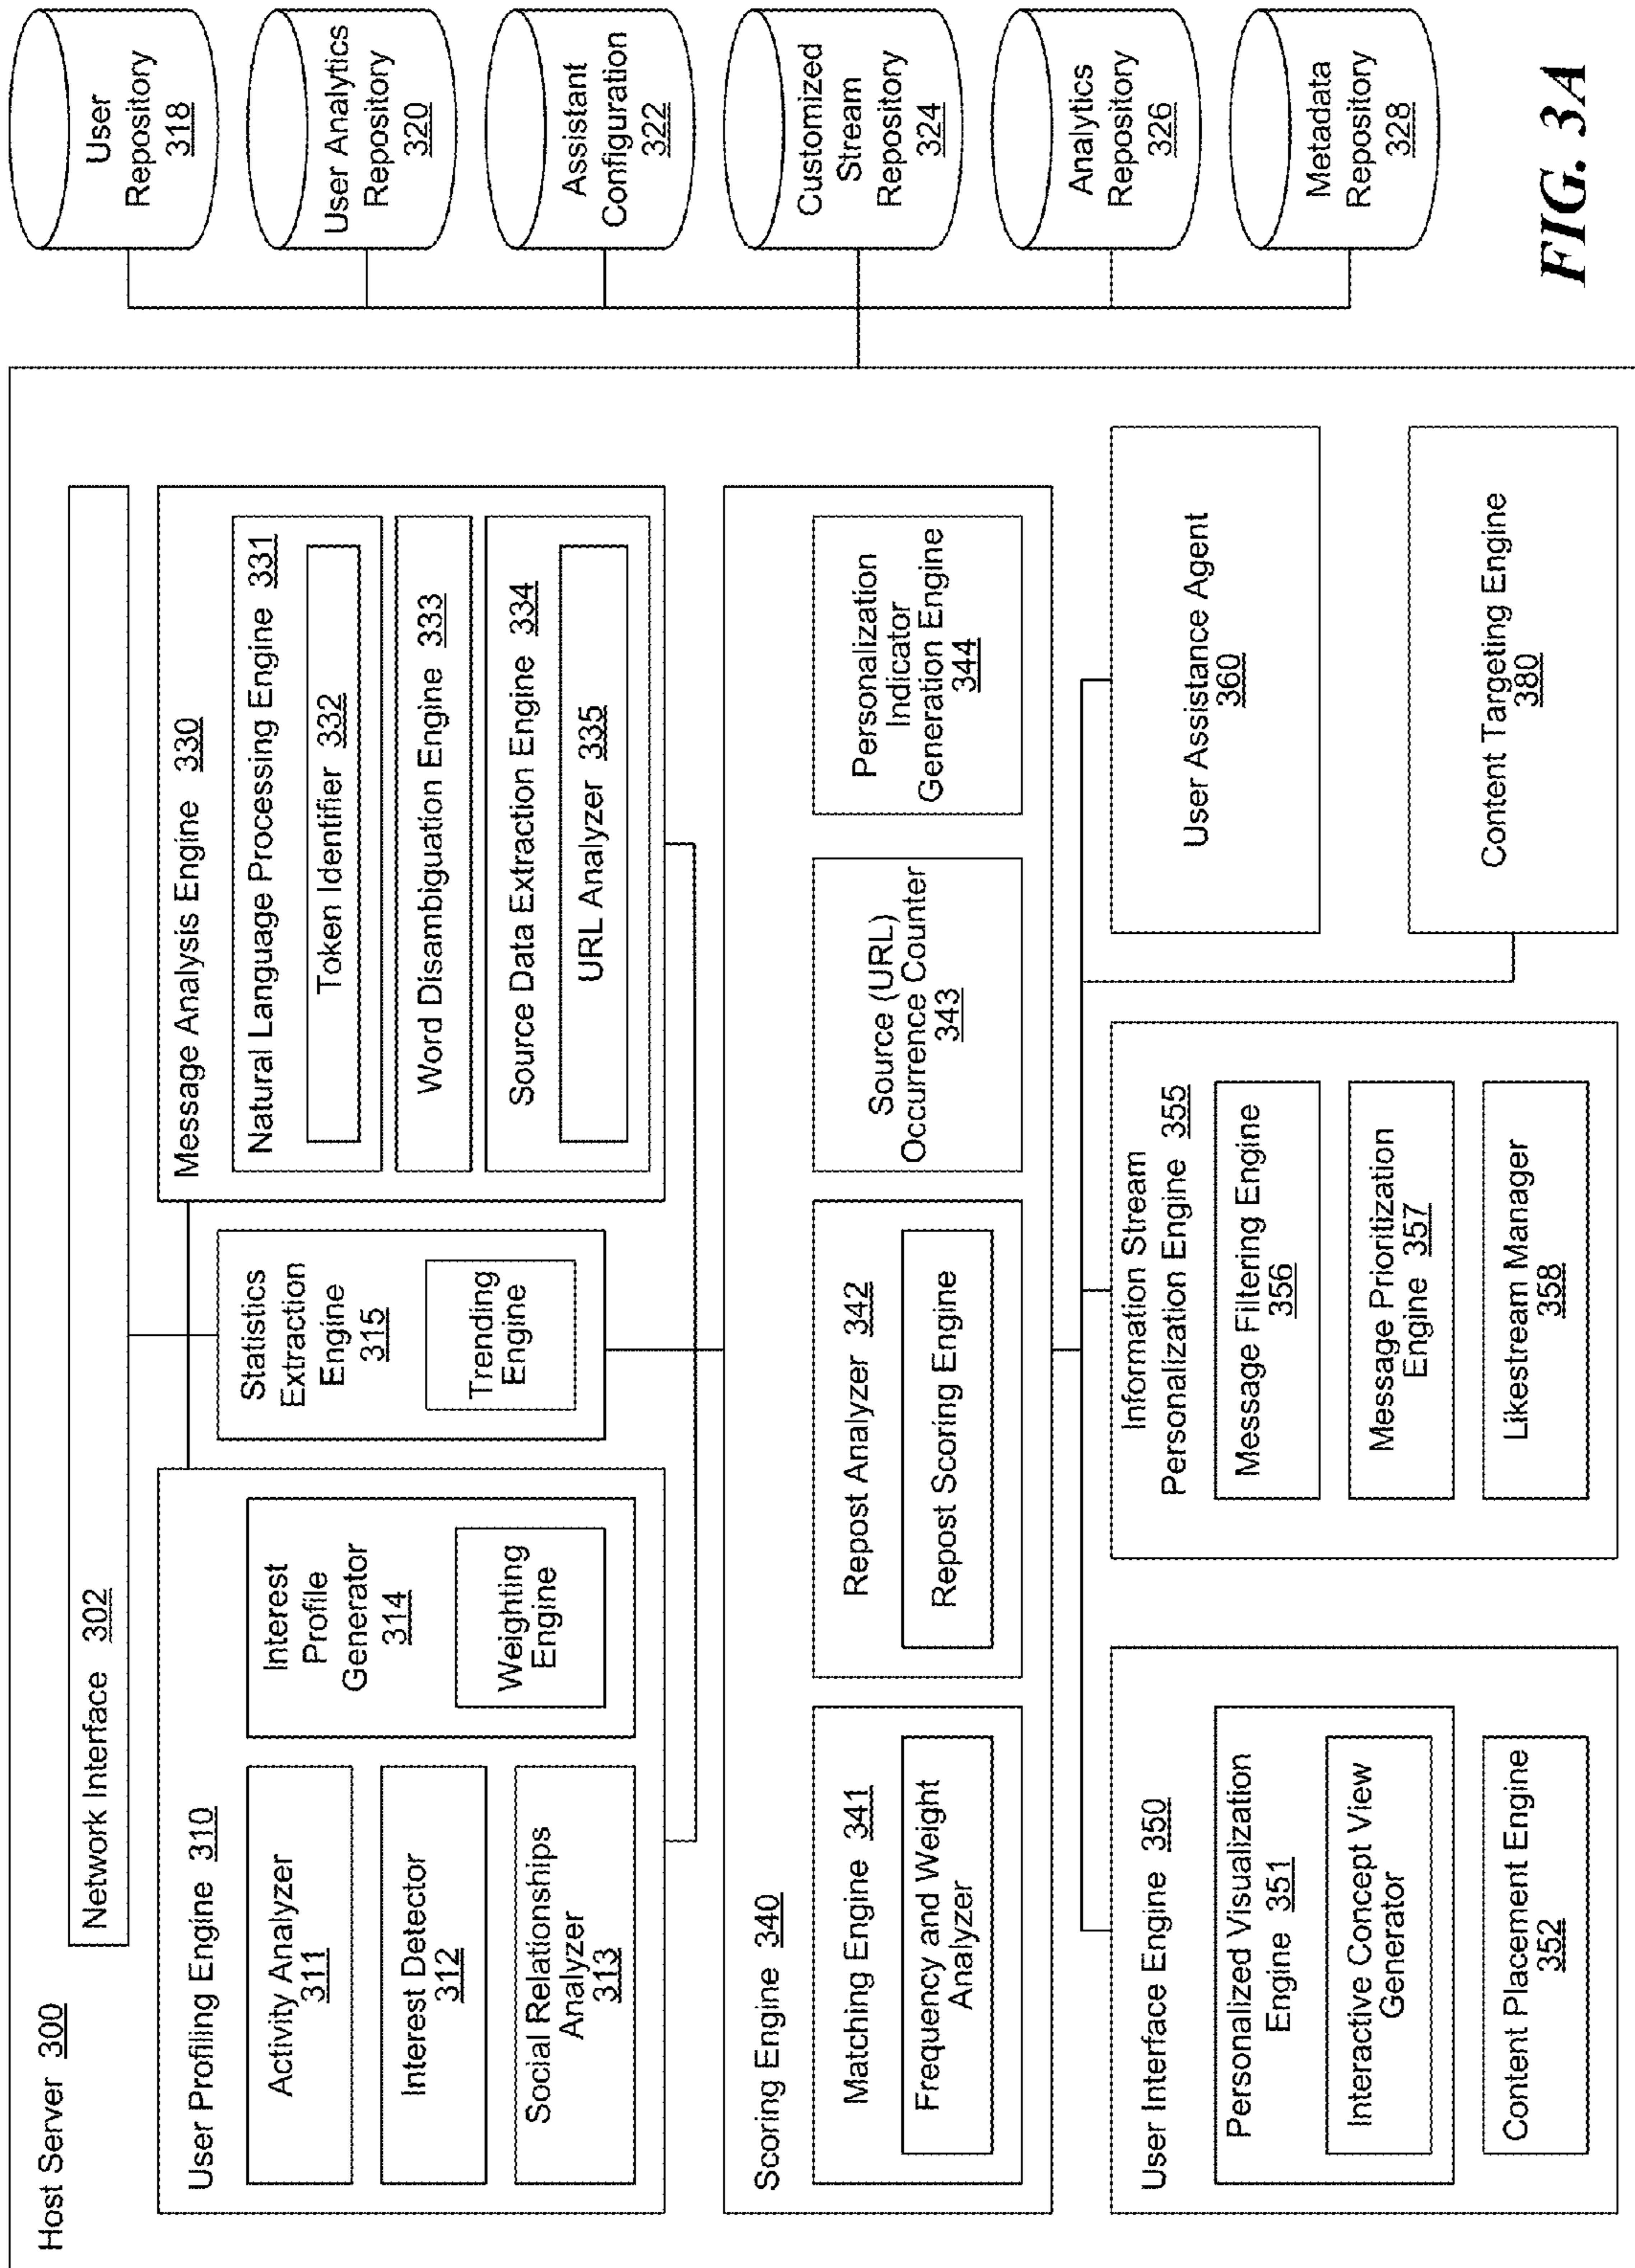 Host Server 300
Network Interface 302
User Profiling Engine 310
Activity Analyzer
311
Interest Detector
312
Social Relationships
Analyzer
313
Interest
Profile
Generator
314
Weighting
Engine
Statistics
Extraction
Engine
315
Trending
Engine
Message Analysis Engine 330
Natural Language Processing Engine 331
Token Identifier 332
Word Disambiguation Engine 333
Source Data Extraction Engine 334
URL Analyzer 335
Scoring Engine 340
Matching Engine 341
Frequency and Weight
Analyzer
Repost Analyzer 342
Repost Scoring Engine
Source (URL)
Occurrence Counter
343
Personalization
Indicator
Generation Engine
344
User Interface Engine 350
Personalized Visualization
Engine 351
Interactive Concept View
Generator
Content Placement Engine
352
Information Stream
Personalization Engine 355
Message Filtering Engine
356
Message Prioritization
Engine 357
Likestream Manager
358
User Assistance Agent
360
Content Targeting Engine
380
User
Repository
318
User Analytics
Repository
320
Assistant
Configuration
322
Customized
Stream
Repository
324
Analytics
Repository
326
Metadata
Repository
328
FIG. 3A